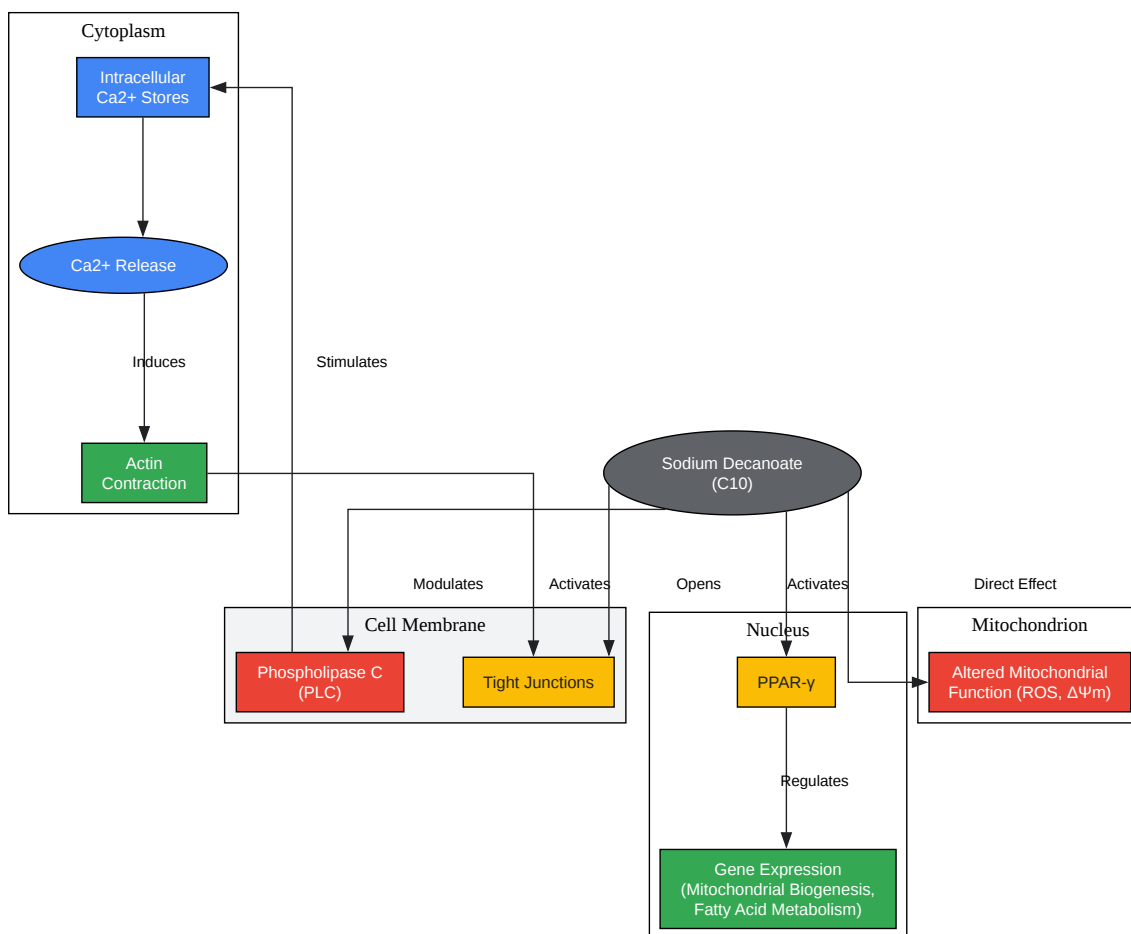 Cytoplasm
Intracellular
Ca2+ Stores
Ca2+ Release
Induces
Stimulates
Actin
Contraction
Sodium Decanoate
(C10)
Modulates
Activates
Opens
Activates
Direct Effect
Cell Membrane
Nucleus
Mitochondrion
Phospholipase C
(PLC)
Tight Junctions
PPAR-γ
Altered Mitochondrial
Function (ROS, ΔΨm)
Regulates
Gene Expression
(Mitochondrial Biogenesis,
Fatty Acid Metabolism)